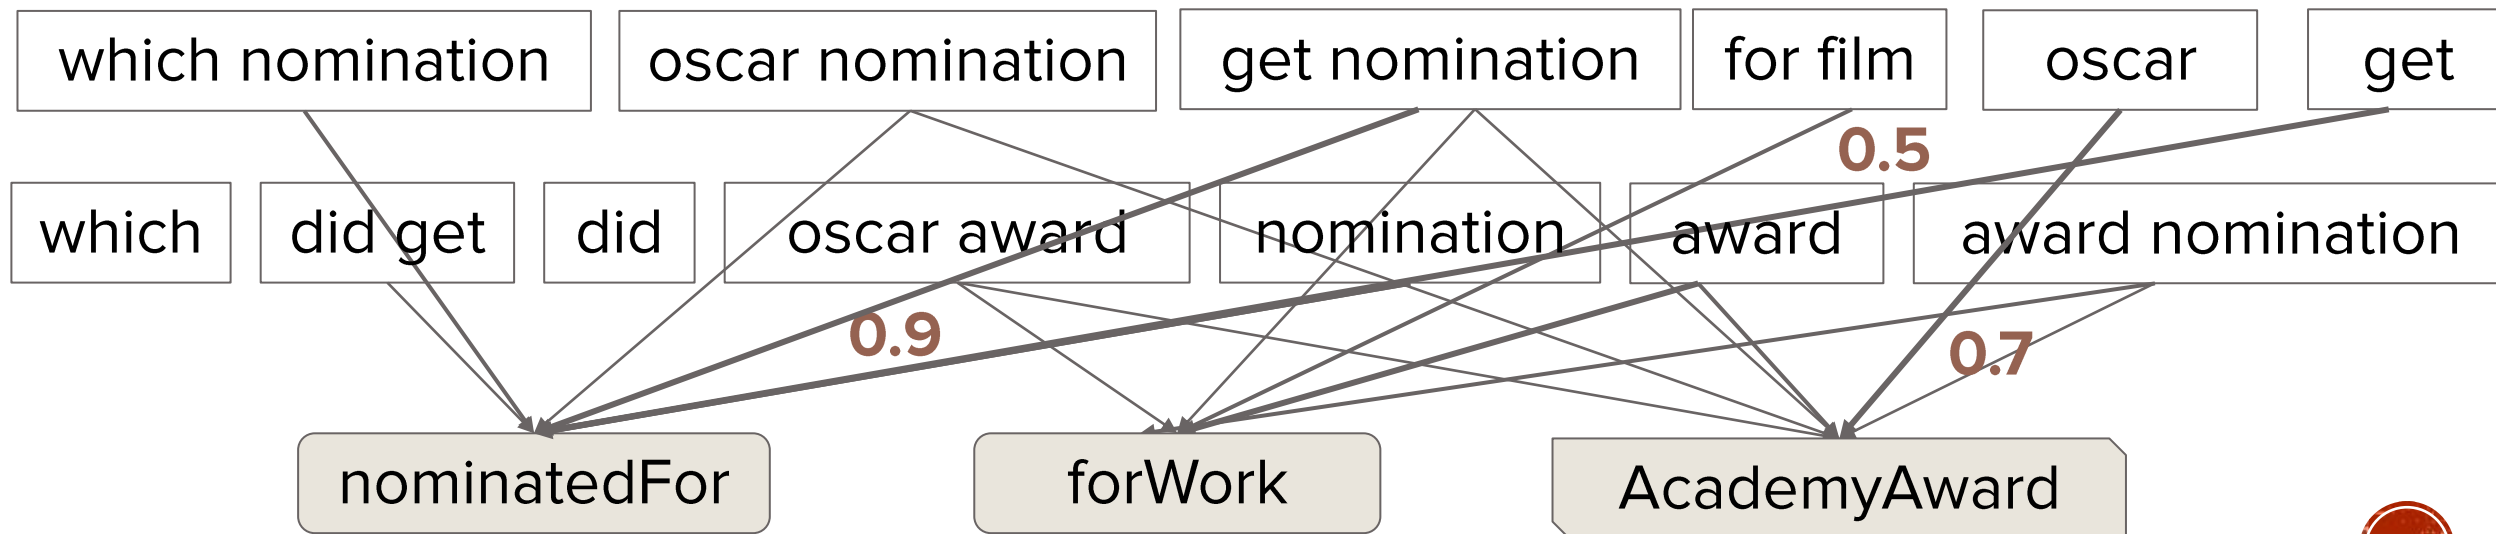 which nomination
oscar nomination
get nomination
for film
oscar
get
0.5
which
did get
did
oscar award
nomination
award
award nomination
0.9
0.7
nominatedFor
forWork
AcademyAward